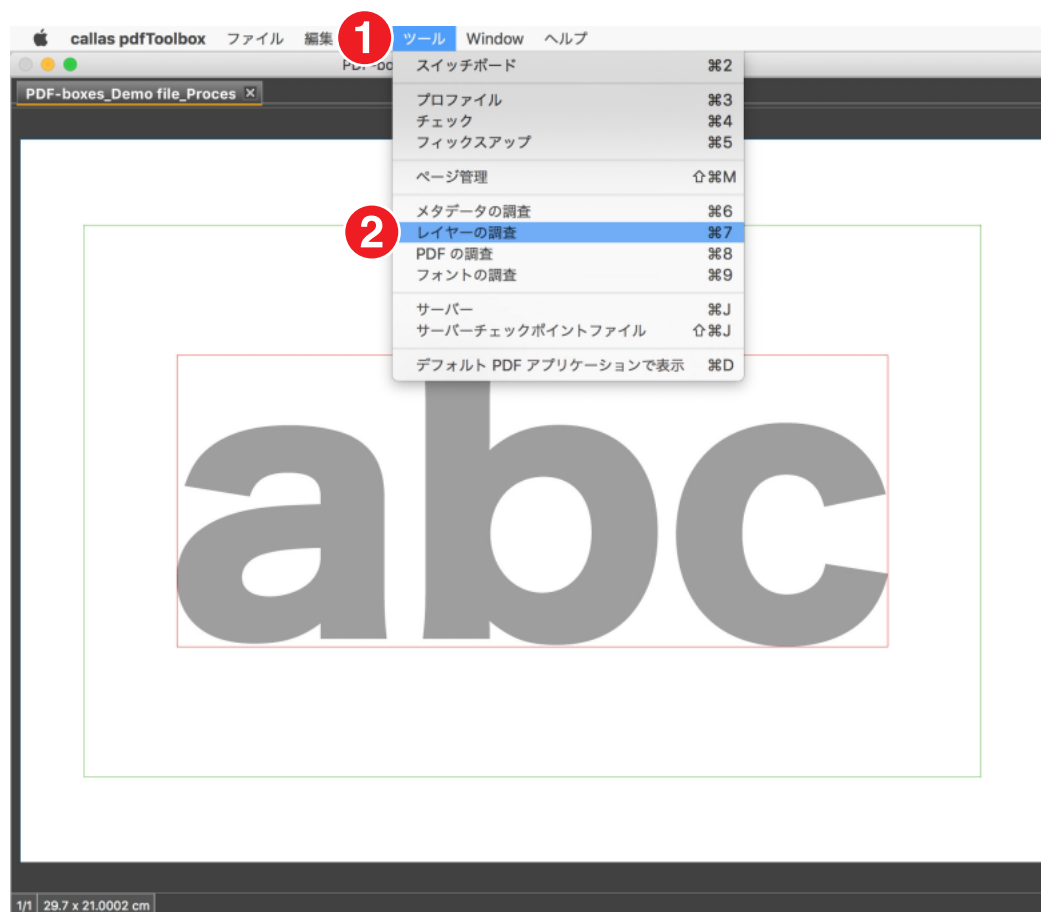 callas pdfToolbox ファイル 編集 1 ツール Window ヘルプ
PDF-boxes_Demo file_Proces
スイッチボード ⌘2
プロファイル ⌘3
チェック ⌘4
フィックスアップ ⌘5
ページ管理 ⇧⌘M
メタデータの調査 ⌘6
2 レイヤーの調査 ⌘7
PDF の調査 ⌘8
フォントの調査 ⌘9
サーバー ⌘J
サーバーチェックポイントファイル ⇧⌘J
デフォルト PDF アプリケーションで表示 ⌘D
abc
1/1 29.7 x 21.0002 cm